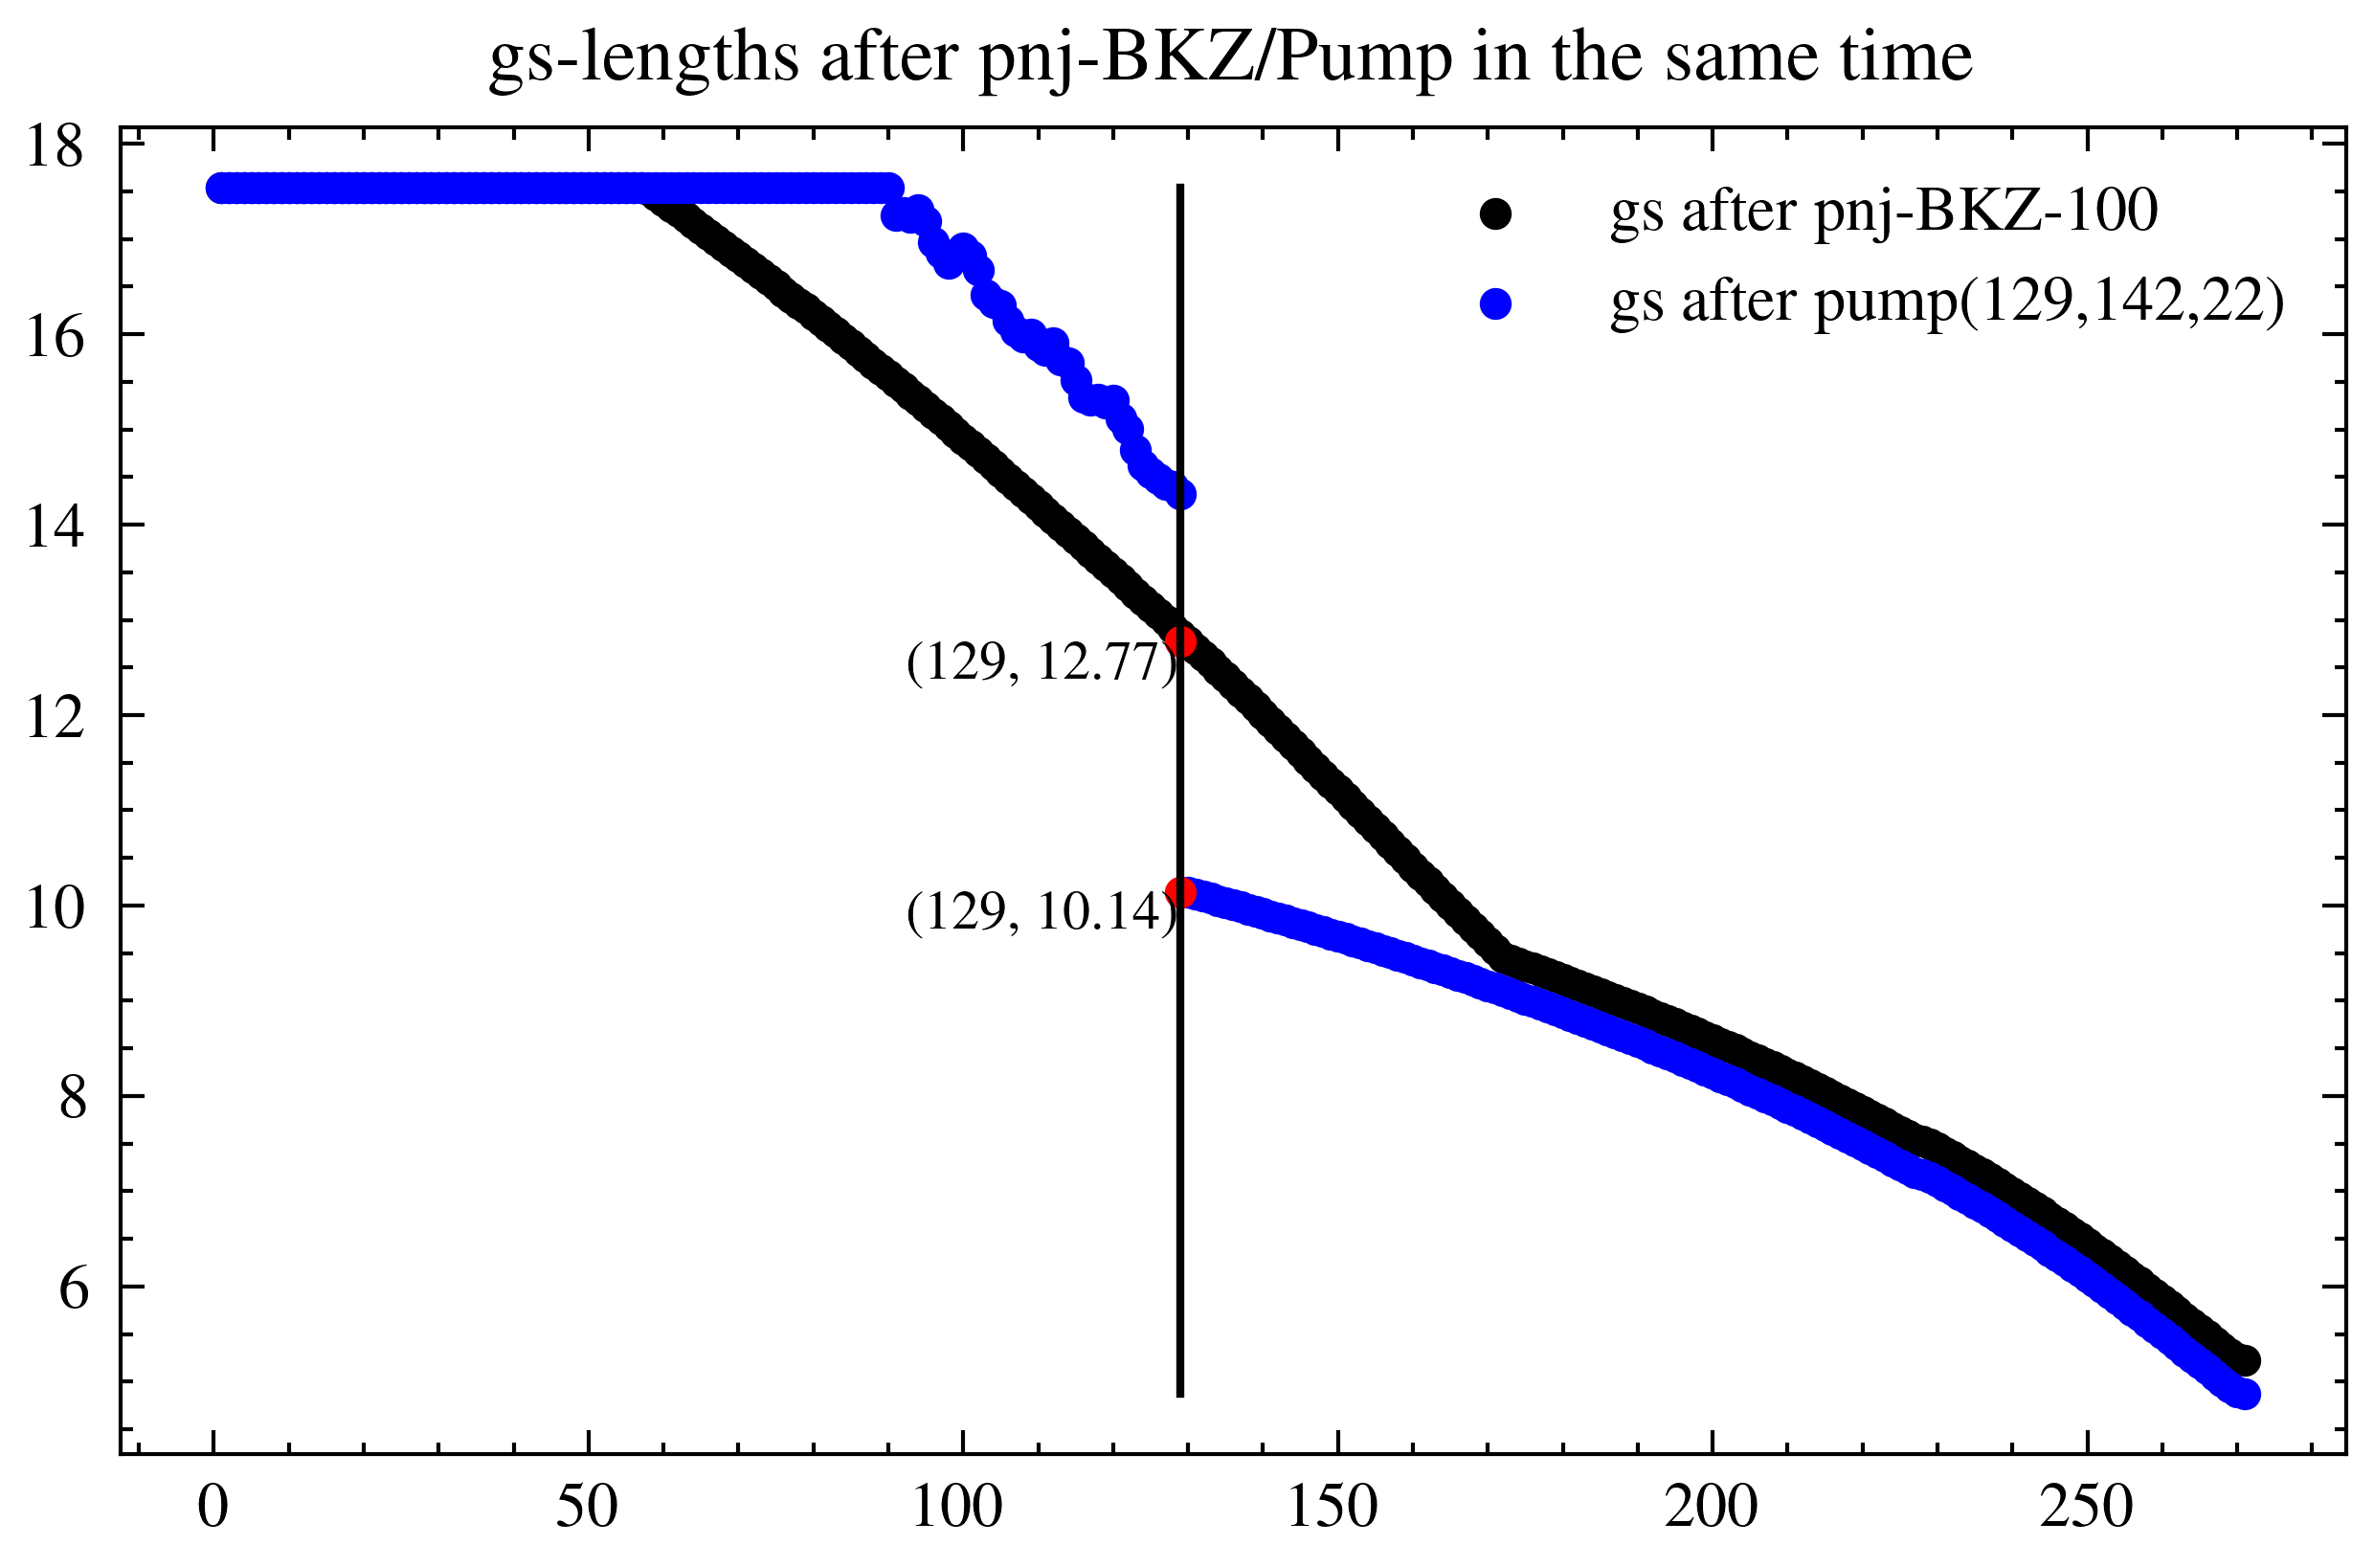 gs-lengths after pnj-BKZ/Pump in the same time
18
16
14
12
10
8
6
gs after pnj-BKZ-100
gs after pump(129,142,22)
(129, 12.77)
(129, 10.14)
0 50 100 150 200 250